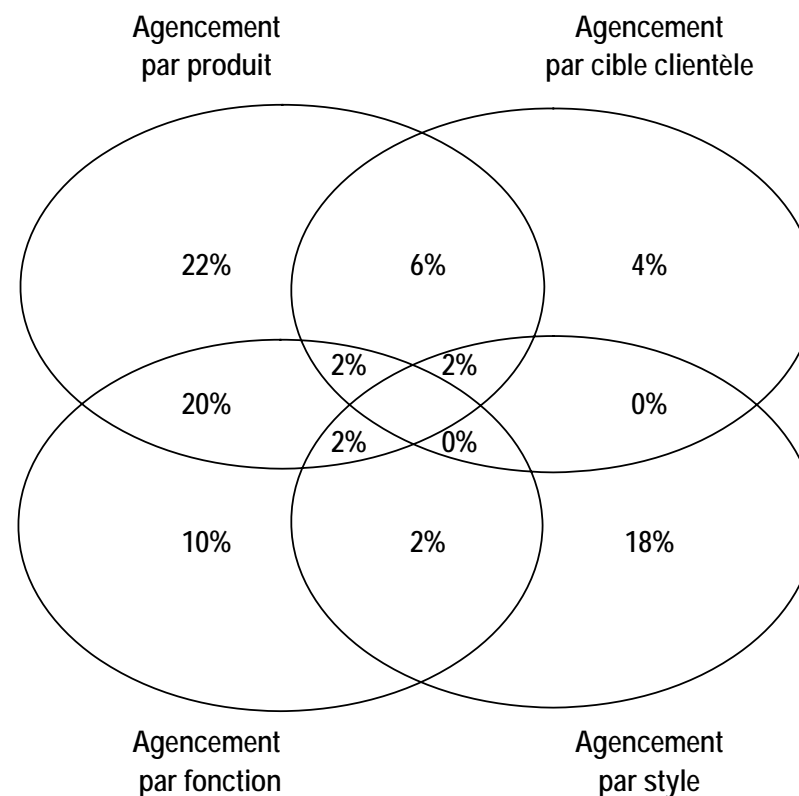 Agencement
par produit
Agencement
par cible clientèle
22%
6%
4%
2%
2%
20%
0%
2%
0%
10%
2%
18%
Agencement
par fonction
Agencement
par style